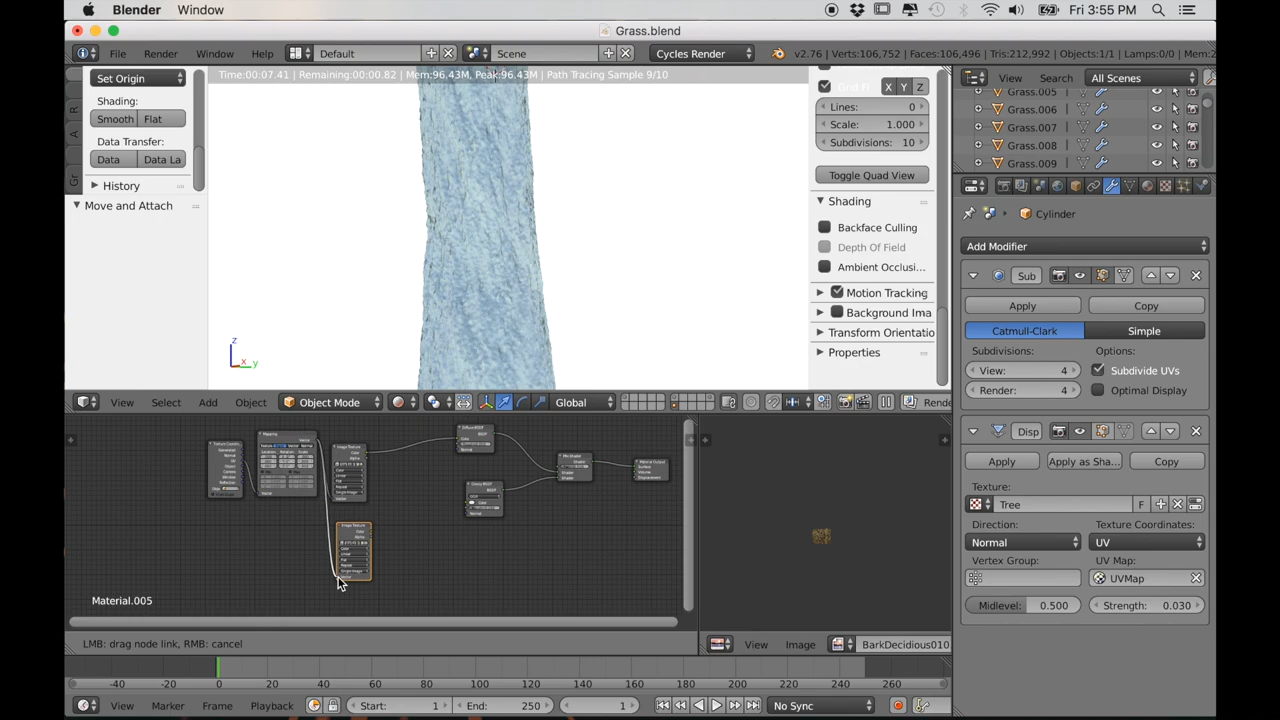 Blender Window Fri 3:55 PM
Grass.blend
File Render Window Help Default Scene Cycles Render v2.76 | Verts:106,752 | Faces:106,496 | Tris:212,992 | Objects:1/1 | Lamps:0/0 | Mem:2
Time:00:07.41 | Remaining:00:00.82 | Mem:96.43M, Peak:96.43M | Path Tracing Sample 9/10
Set Origin
Shading:
Smooth Flat
Data Transfer:
Data Data La
History
Move and Attach
X Y Z
Lines: 0
Scale: 1.000
Subdivisions: 10
Toggle Quad View
Shading
Backface Culling
Depth Of Field
Ambient Occlusi...
Motion Tracking
Background Ima
Transform Orientatio
Properties
View Search All Scenes
Grass.005
Grass.006
Grass.007
Grass.008
Grass.009
Cylinder
Add Modifier
Sub
Apply Copy
Catmull-Clark Simple
Subdivisions: Options:
View: 4 Subdivide UVs
Render: 4 Optimal Display
Disp
Apply Apply as Sha... Copy
Texture:
Tree F
Direction: Texture Coordinates:
Normal UV
Vertex Group: UV Map:
UVMap
Midlevel: 0.500 Strength: 0.030
z
x y
View Select Add Object Object Mode Global Rende
Material.005
LMB: drag node link, RMB: cancel
View Image BarkDecidious010
-40 -20 0 20 40 60 80 100 120 140 160 180 200 220 240 260 280
View Marker Frame Playback Start: 1 End: 250 1 No Sync